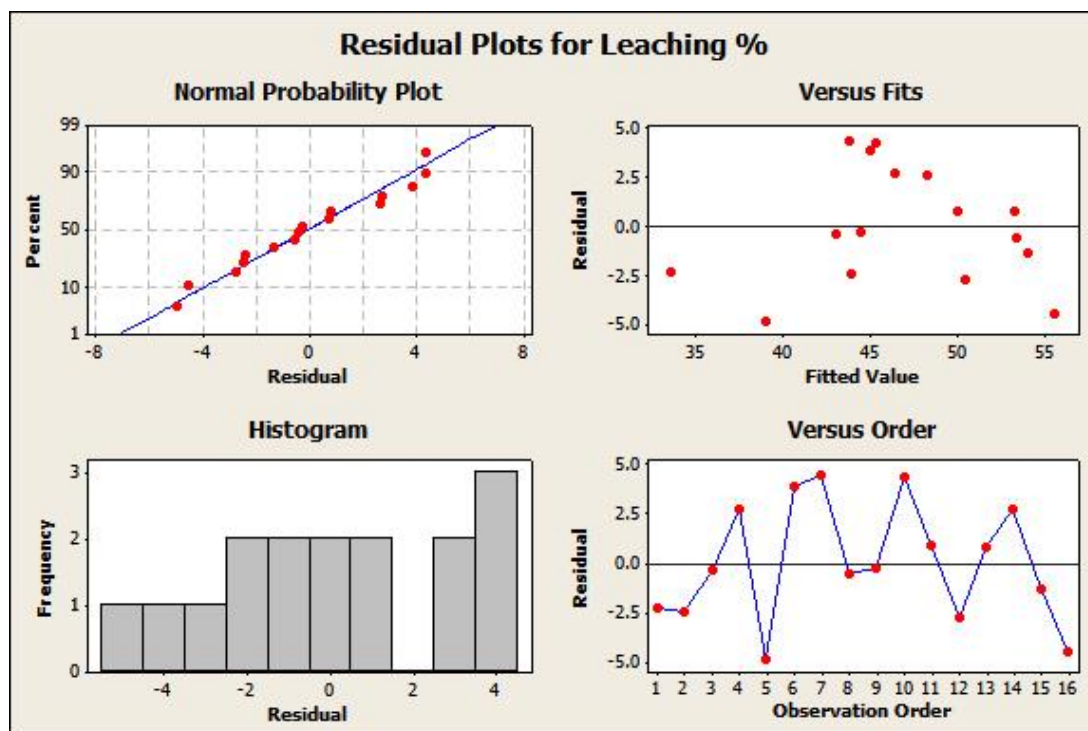 Residual Plots for Leaching %
Normal Probability Plot
99
90
50
10
1
Percent
-8 -4 0 4 8
Residual
Versus Fits
5.0
2.5
0.0
-2.5
-5.0
Residual
35 40 45 50 55
Fitted Value
Histogram
3
2
1
0
Frequency
-4 -2 0 2 4
Residual
Versus Order
5.0
2.5
0.0
-2.5
-5.0
Residual
1 2 3 4 5 6 7 8 9 10 11 12 13 14 15 16
Observation Order